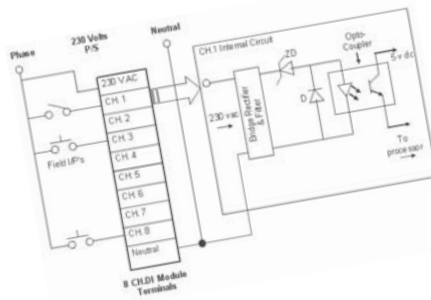 230 Volts
P/S
Phase
Neutral
230 VAC
CH. 1
CH. 2
CH. 3
CH. 4
CH. 5
CH. 6
CH. 7
CH. 8
Neutral
Field I/P's
8 CH.DI Module
Terminals
CH.1 Internal Circuit
230 vac
Bridge Rectifier
& Filter
ZD
D
Opto-
Coupler
5 v dc
To
processor